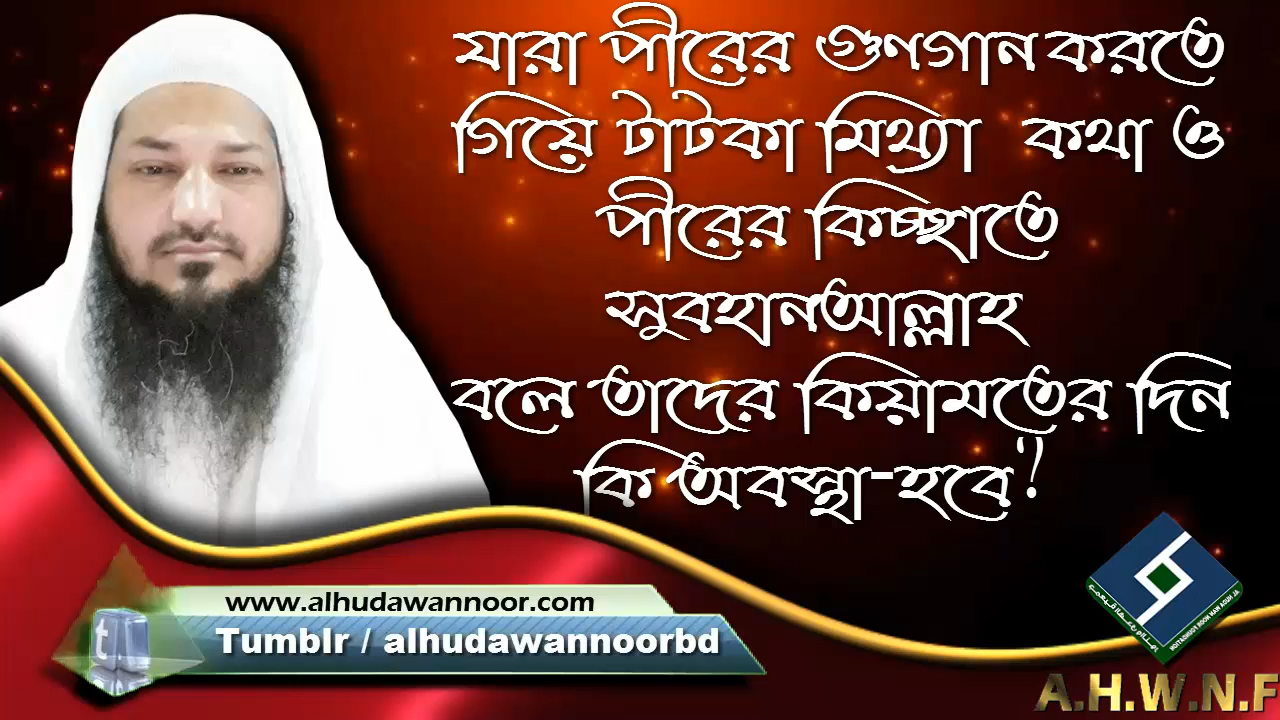 যারা পীরের গুণগান করতে
গিয়ে টাটকা মিথ্যা কথা ও
পীরের কিচ্ছাতে
সুবহানআল্লাহ
বলে তাদের কিয়ামতের দিন
কি অবস্থা-হবে?
www.alhudawannoor.com
t
Tumblr / alhudawannoorbd
A.H.W.N.F